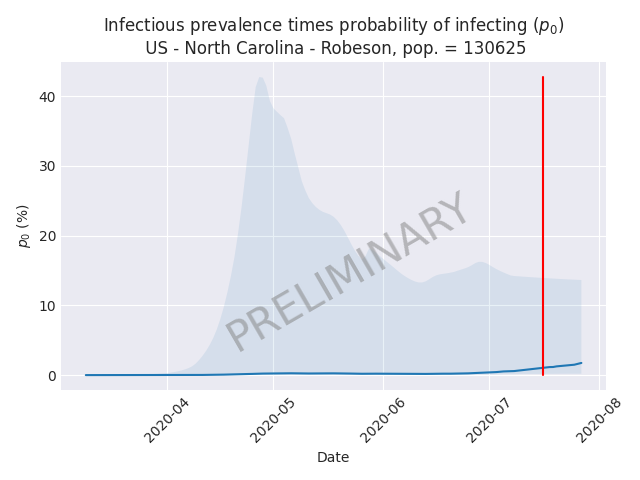 Infectious prevalence times probability of infecting (p₀)
US - North Carolina - Robeson, pop. = 130625
40
30
20
10
0
p₀ (%)
PRELIMINARY
2020-04
2020-05
2020-06
2020-07
2020-08
Date